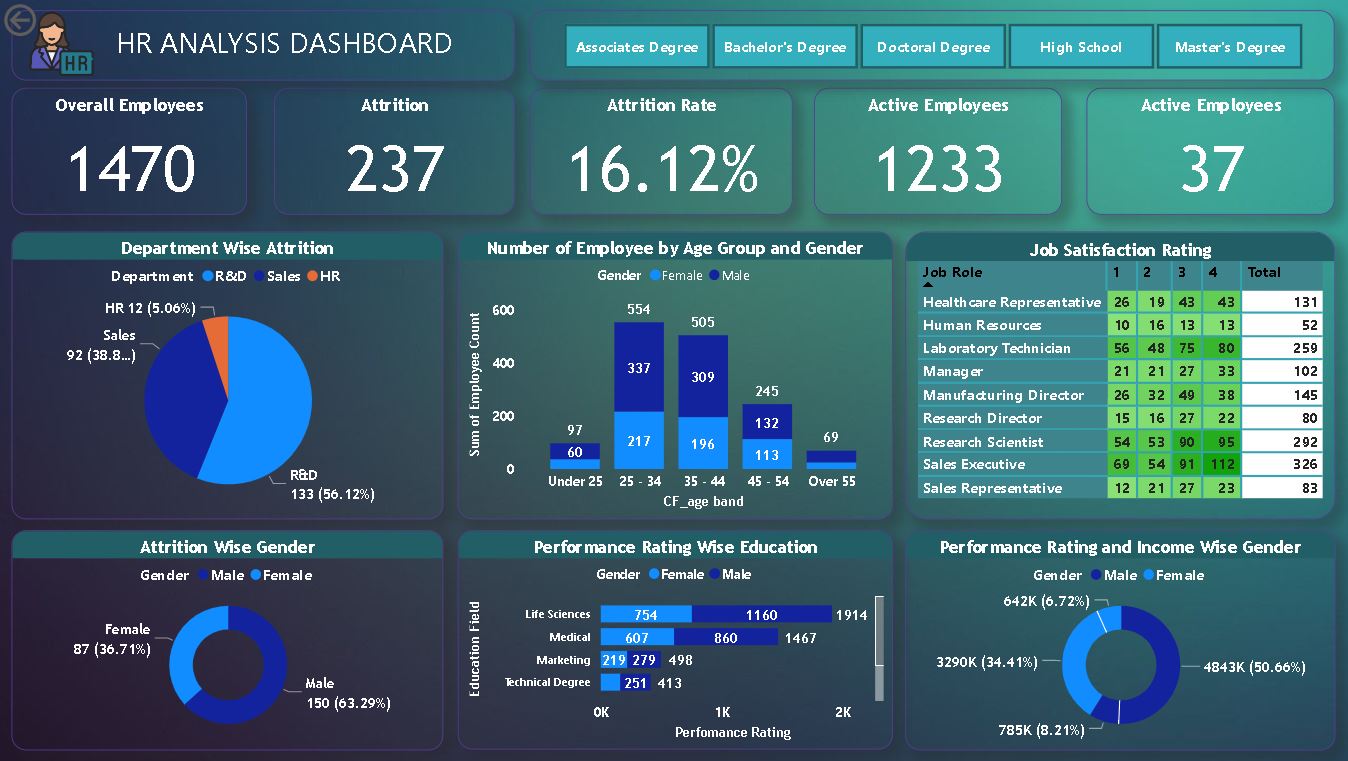 HR
HR ANALYSIS DASHBOARD
Associates Degree
Bachelor's Degree
Doctoral Degree
High School
Master's Degree
Overall Employees
1470
Attrition
237
Attrition Rate
16.12%
Active Employees
1233
Active Employees
37
Department Wise Attrition
Department R&D Sales HR
HR 12 (5.06%)
Sales
92 (38.8...)
R&D
133 (56.12%)
Number of Employee by Age Group and Gender
Gender Female Male
Sum of Employee Count
600
400
200
0
97
60
554
337
217
505
309
196
245
132
113
69
Under 25 25 - 34 35 - 44 45 - 54 Over 55
CF_age band
Job Satisfaction Rating
Job Role 1 2 3 4 Total
Healthcare Representative 26 19 43 43 131
Human Resources 10 16 13 13 52
Laboratory Technician 56 48 75 80 259
Manager 21 21 27 33 102
Manufacturing Director 26 32 49 38 145
Research Director 15 16 27 22 80
Research Scientist 54 53 90 95 292
Sales Executive 69 54 91 112 326
Sales Representative 12 21 27 23 83
Attrition Wise Gender
Gender Male Female
Female
87 (36.71%)
Male
150 (63.29%)
Performance Rating Wise Education
Gender Female Male
Education Field
Life Sciences 754 1160 1914
Medical 607 860 1467
Marketing 219 279 498
Technical Degree 251 413
0K 1K 2K
Perfomance Rating
Performance Rating and Income Wise Gender
Gender Male Female
642K (6.72%)
3290K (34.41%)
4843K (50.66%)
785K (8.21%)